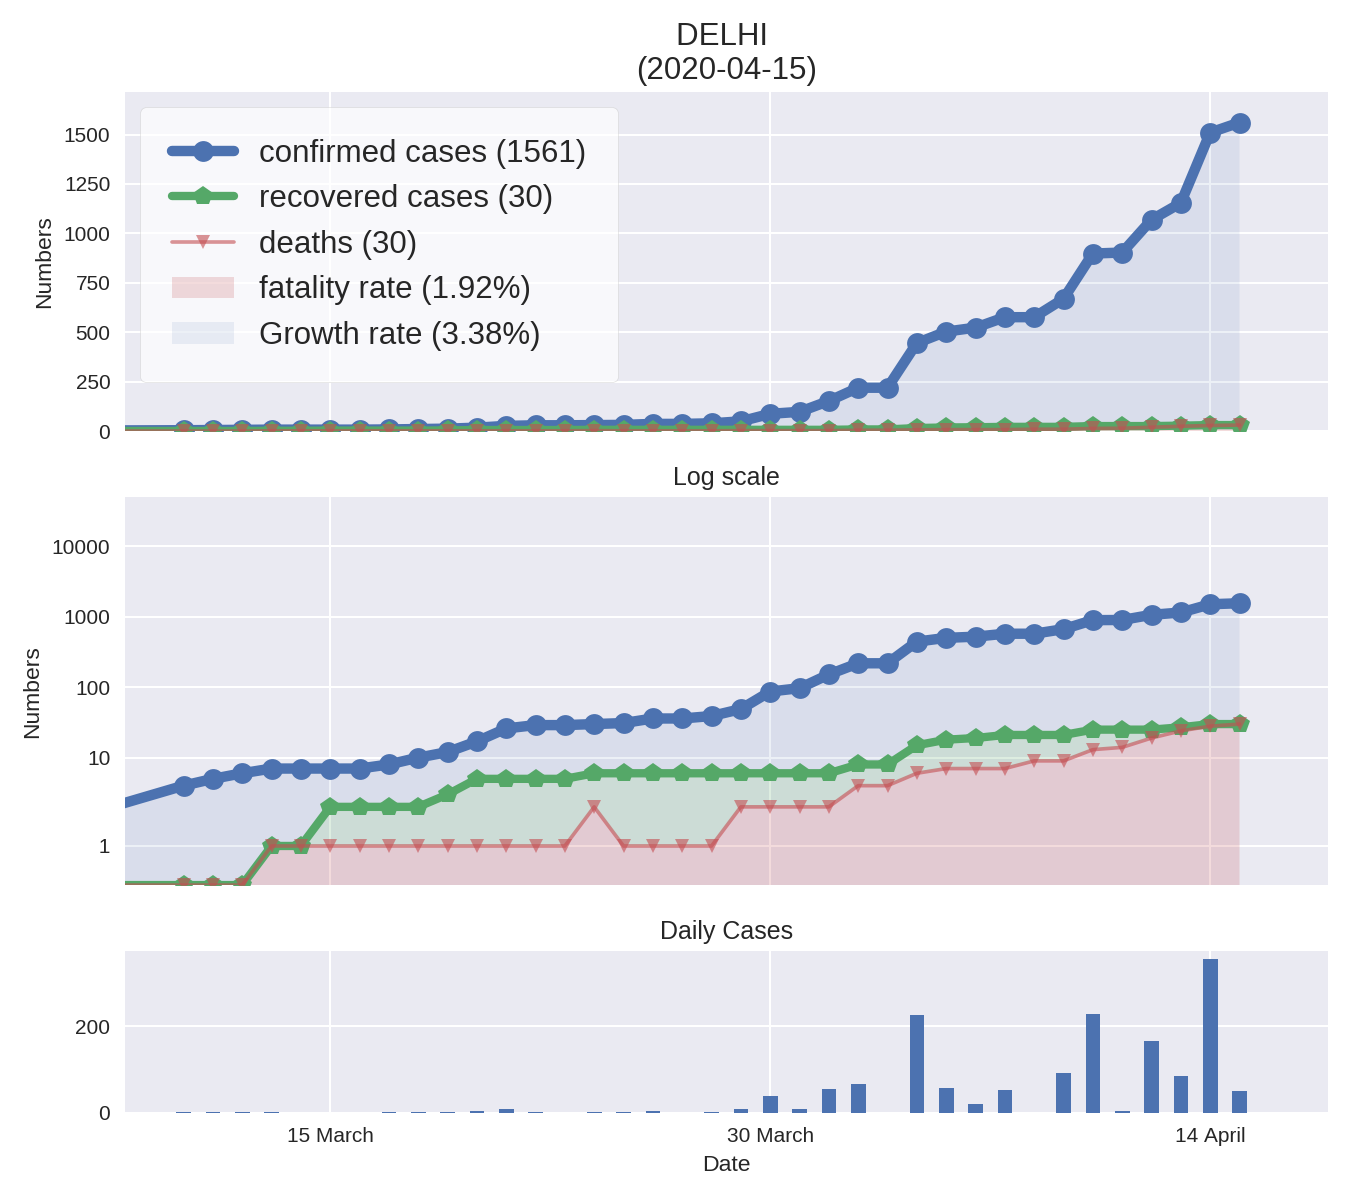 DELHI
(2020-04-15)
Numbers
1500
1250
1000
750
500
250
0
confirmed cases (1561)
recovered cases (30)
deaths (30)
fatality rate (1.92%)
Growth rate (3.38%)
Log scale
Numbers
10000
1000
100
10
1
Daily Cases
200
0
15 March
30 March
14 April
Date